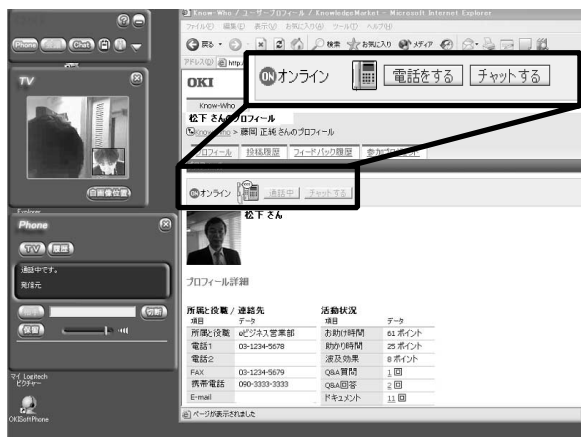 Know-Who / ユーザープロフィール / KnowledgeMarket - Microsoft Internet Explorer
ファイル(F) 編集(E) 表示(V) お気に入り(A) ツール(T) ヘルプ(H)
戻る
検索
お気に入り
メディア
アドレス(D)
http
OKI
ON オンライン
電話をする
チャットする
Know-Who
松下 さんのプロフィール
Know-Who > 藤岡 正純 さんのプロフィール
プロフィール
投稿履歴
フィードバック履歴
ON オンライン
通話中
チャットする
松下 さん
プロフィール詳細
所属と役職 / 連絡先
項目 データ
所属と役職 eビジネス営業部
電話1 03-1234-5678
電話2
FAX 03-1234-5679
携帯電話 090-3333-3333
E-mail
活動状況
項目 データ
お助け時間 61 ポイント
助かり時間 25 ポイント
波及効果 8 ポイント
Q&A質問 1 回
Q&A回答 2 回
ドキュメント 11 回
ページが表示されました
Phone
Chat
TV
自画像位置
Explorer
Phone
TV
履歴
通話中です。
発信元
切断
保留
マイ Logitech
ピクチャー
OKISoftPhone